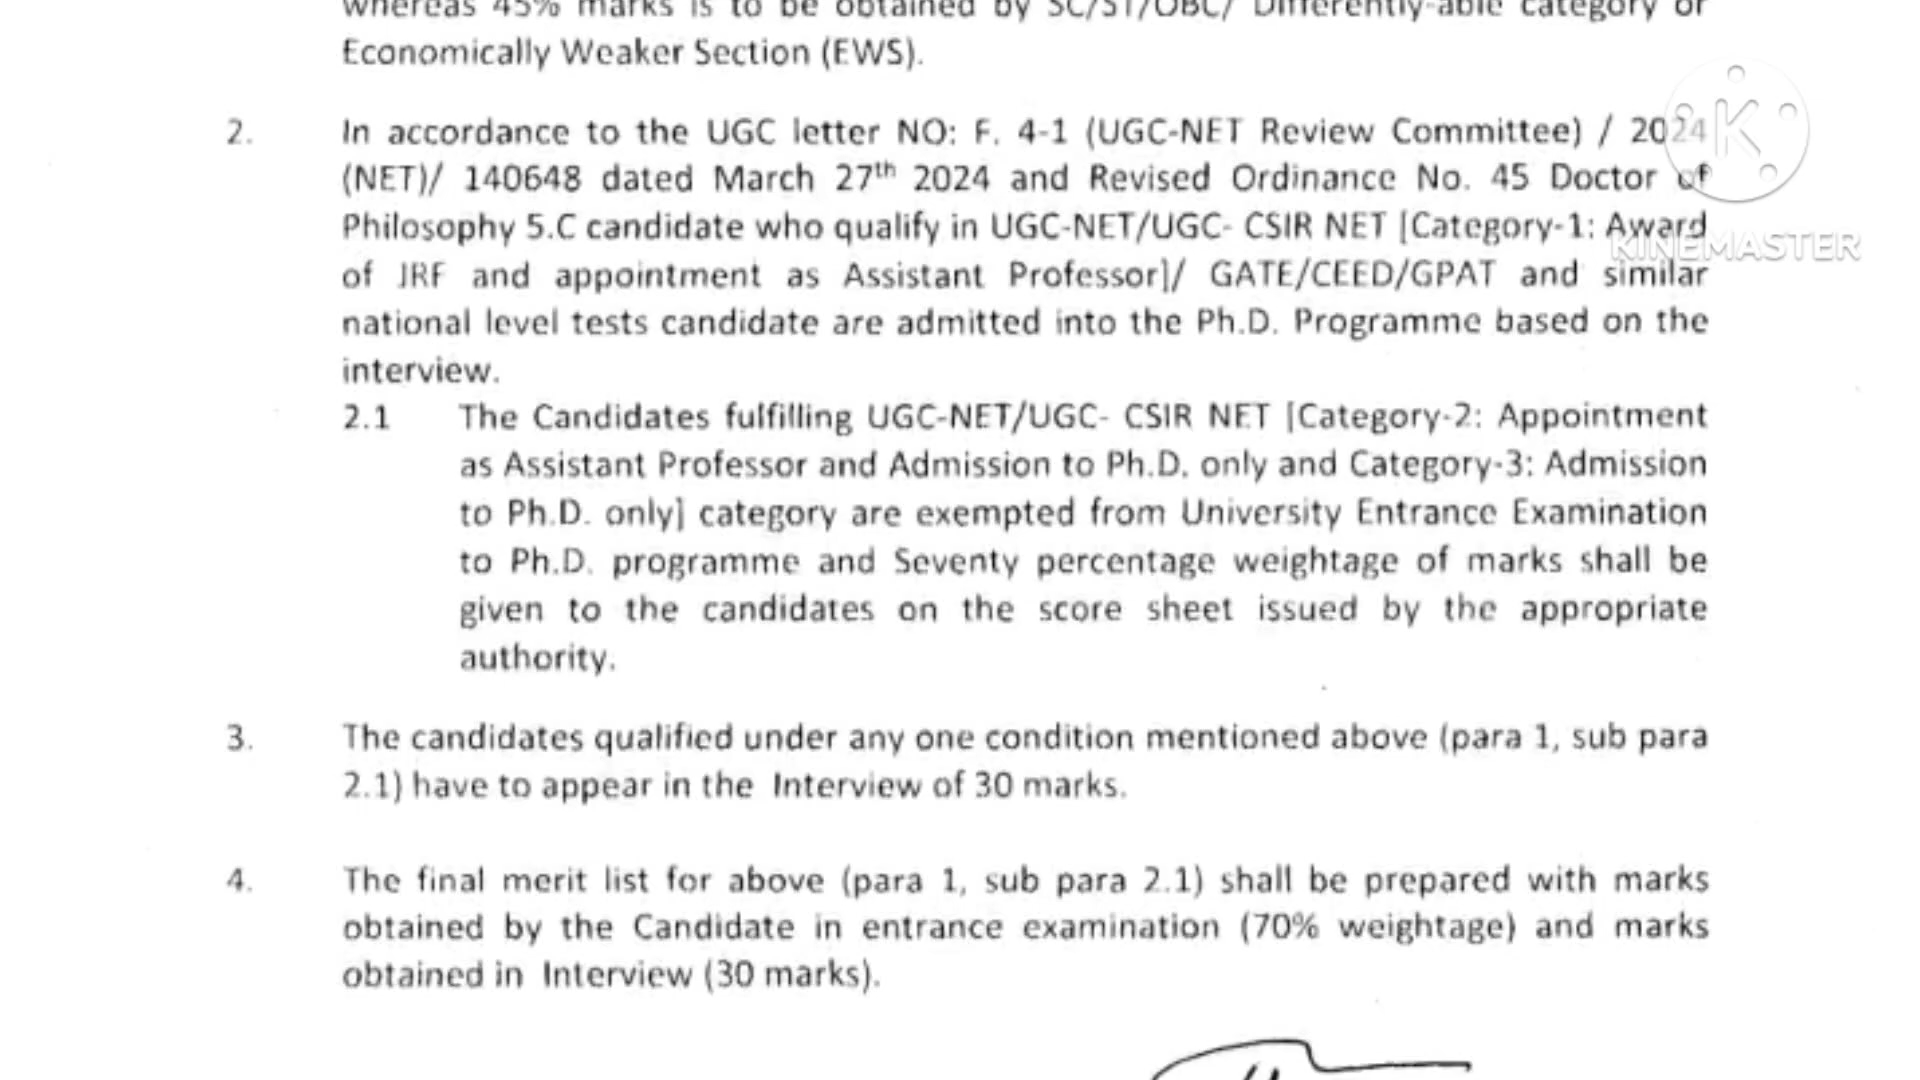 whereas 45% marks is to be obtained by SC/ST/OBC/ Differently-able category or
Economically Weaker Section (EWS).
2. In accordance to the UGC letter NO: F. 4-1 (UGC-NET Review Committee) / 2024
(NET)/ 140648 dated March 27th 2024 and Revised Ordinance No. 45 Doctor of
Philosophy 5.C candidate who qualify in UGC-NET/UGC- CSIR NET [Category-1: Award
of JRF and appointment as Assistant Professor]/ GATE/CEED/GPAT and similar
national level tests candidate are admitted into the Ph.D. Programme based on the
interview.
2.1 The Candidates fulfilling UGC-NET/UGC- CSIR NET [Category-2: Appointment
as Assistant Professor and Admission to Ph.D. only and Category-3: Admission
to Ph.D. only] category are exempted from University Entrance Examination
to Ph.D. programme and Seventy percentage weightage of marks shall be
given to the candidates on the score sheet issued by the appropriate
authority.
3. The candidates qualified under any one condition mentioned above (para 1, sub para
2.1) have to appear in the Interview of 30 marks.
4. The final merit list for above (para 1, sub para 2.1) shall be prepared with marks
obtained by the Candidate in entrance examination (70% weightage) and marks
obtained in Interview (30 marks).
K
KINEMASTER